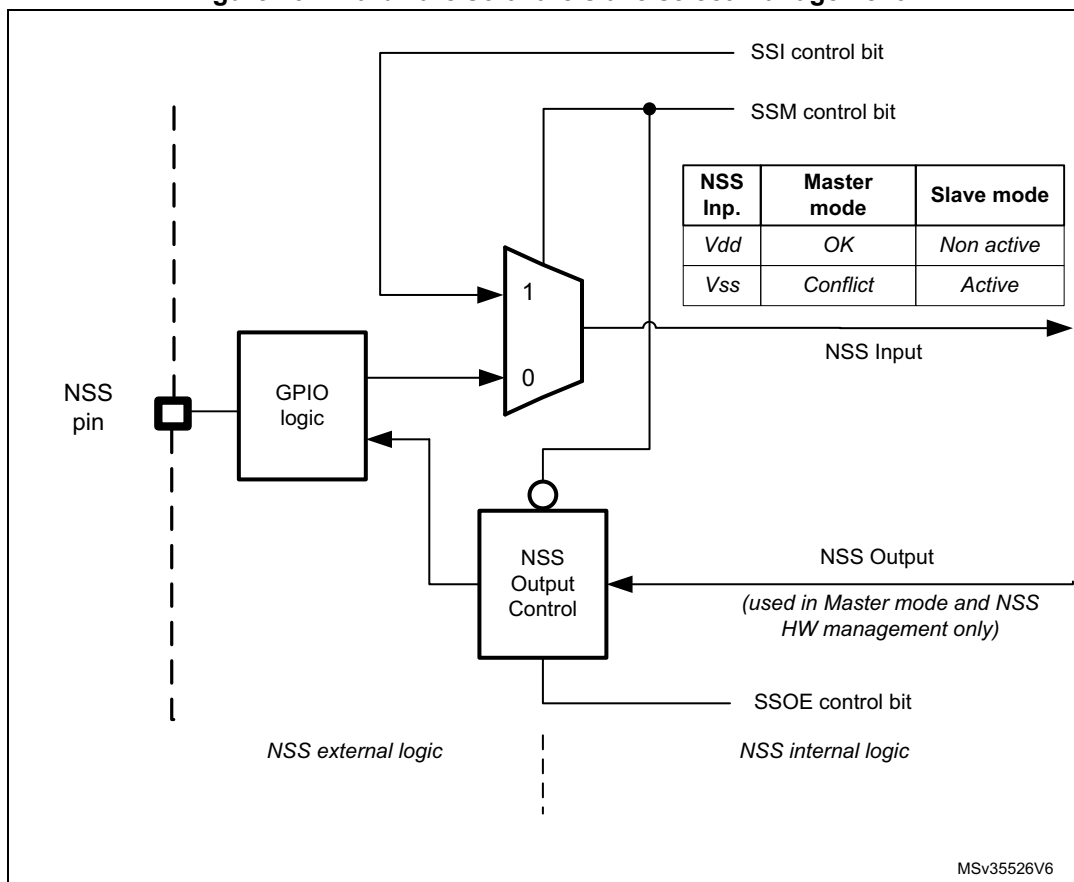 SSI control bit
SSM control bit
NSS Inp. Master mode Slave mode
Vdd OK Non active
Vss Conflict Active
1
NSS Input
0
GPIO
logic
NSS
pin
NSS
Output
Control
NSS Output
(used in Master mode and NSS
HW management only)
SSOE control bit
NSS external logic
NSS internal logic
MSv35526V6